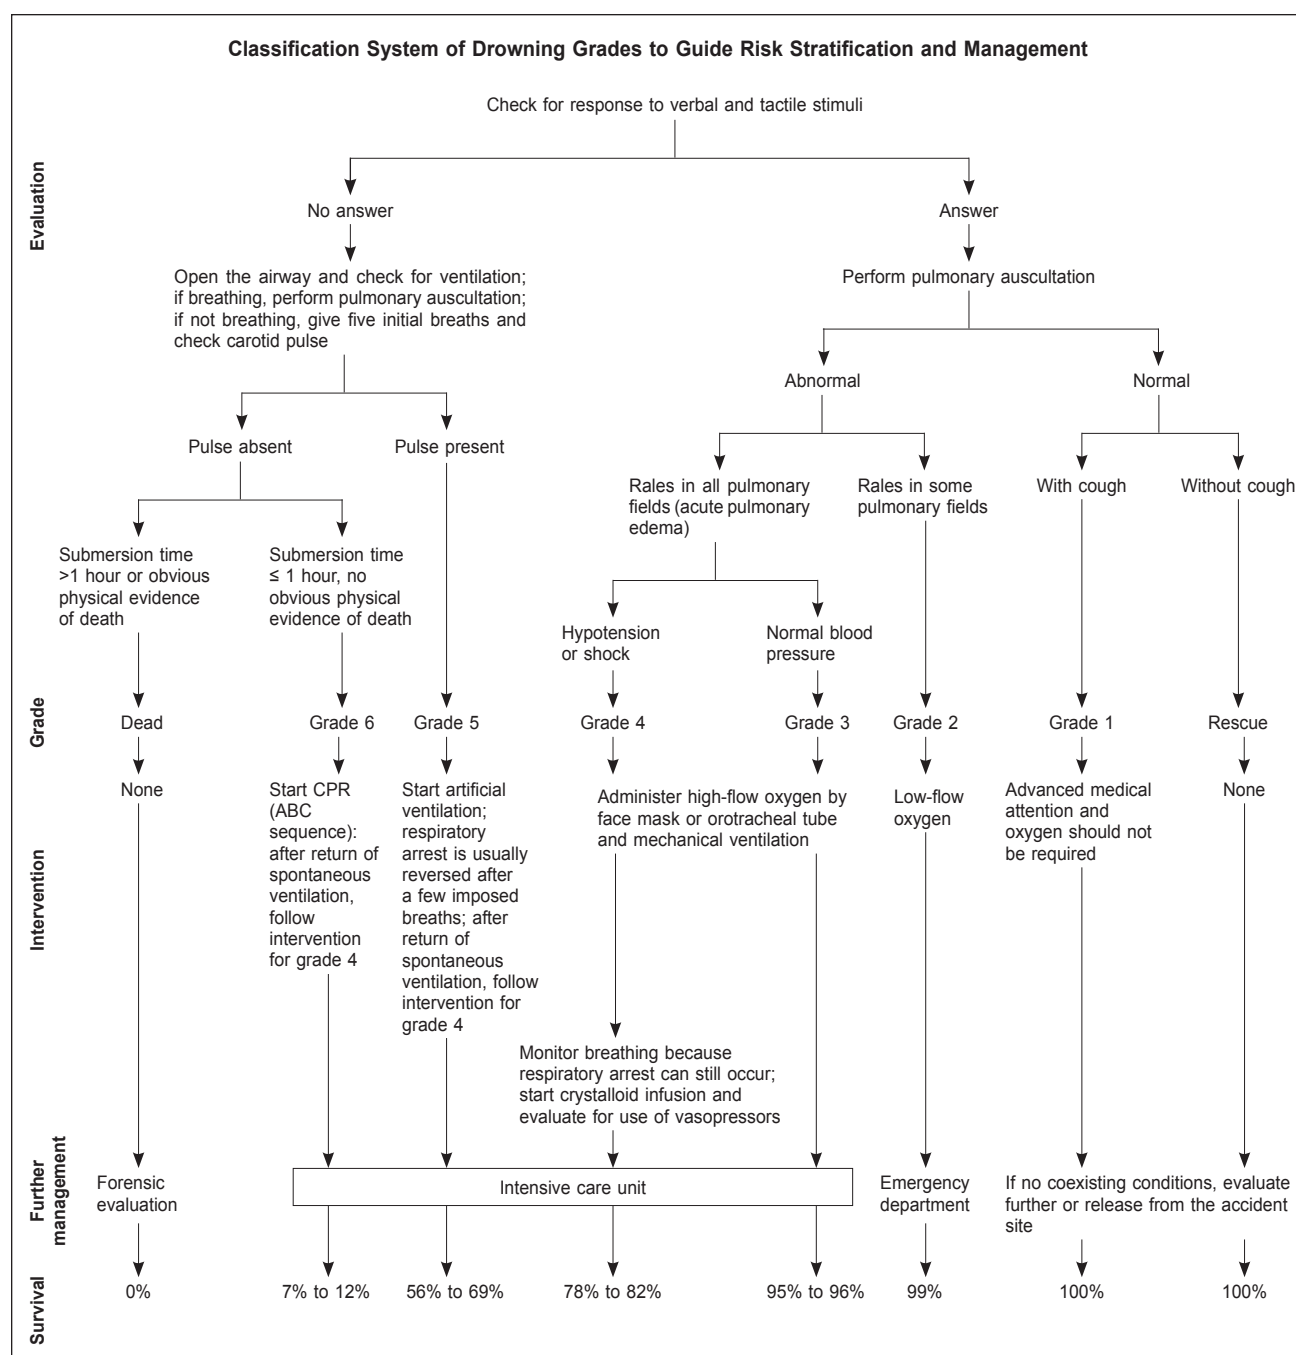 Classification System of Drowning Grades to Guide Risk Stratification and Management
Evaluation
Check for response to verbal and tactile stimuli
No answer
Answer
Open the airway and check for ventilation;
if breathing, perform pulmonary auscultation;
if not breathing, give five initial breaths and
check carotid pulse
Perform pulmonary auscultation
Abnormal
Normal
Pulse absent
Pulse present
Rales in all pulmonary
fields (acute pulmonary
edema)
Rales in some
pulmonary fields
With cough
Without cough
Submersion time
>1 hour or obvious
physical evidence
of death
Submersion time
≤ 1 hour, no
obvious physical
evidence of death
Hypotension
or shock
Normal blood
pressure
Grade
Dead
Grade 6
Grade 5
Grade 4
Grade 3
Grade 2
Grade 1
Rescue
Intervention
None
Start CPR
(ABC
sequence):
after return of
spontaneous
ventilation,
follow
intervention
for grade 4
Start artificial
ventilation;
respiratory
arrest is usually
reversed after
a few imposed
breaths; after
return of
spontaneous
ventilation, follow
intervention for
grade 4
Administer high-flow oxygen by
face mask or orotracheal tube
and mechanical ventilation
Low-flow
oxygen
Advanced medical
attention and
oxygen should not
be required
None
Monitor breathing because
respiratory arrest can still occur;
start crystalloid infusion and
evaluate for use of vasopressors
Further
management
Forensic
evaluation
Intensive care unit
Emergency
department
If no coexisting conditions, evaluate
further or release from the accident
site
Survival
0%
7% to 12%
56% to 69%
78% to 82%
95% to 96%
99%
100%
100%